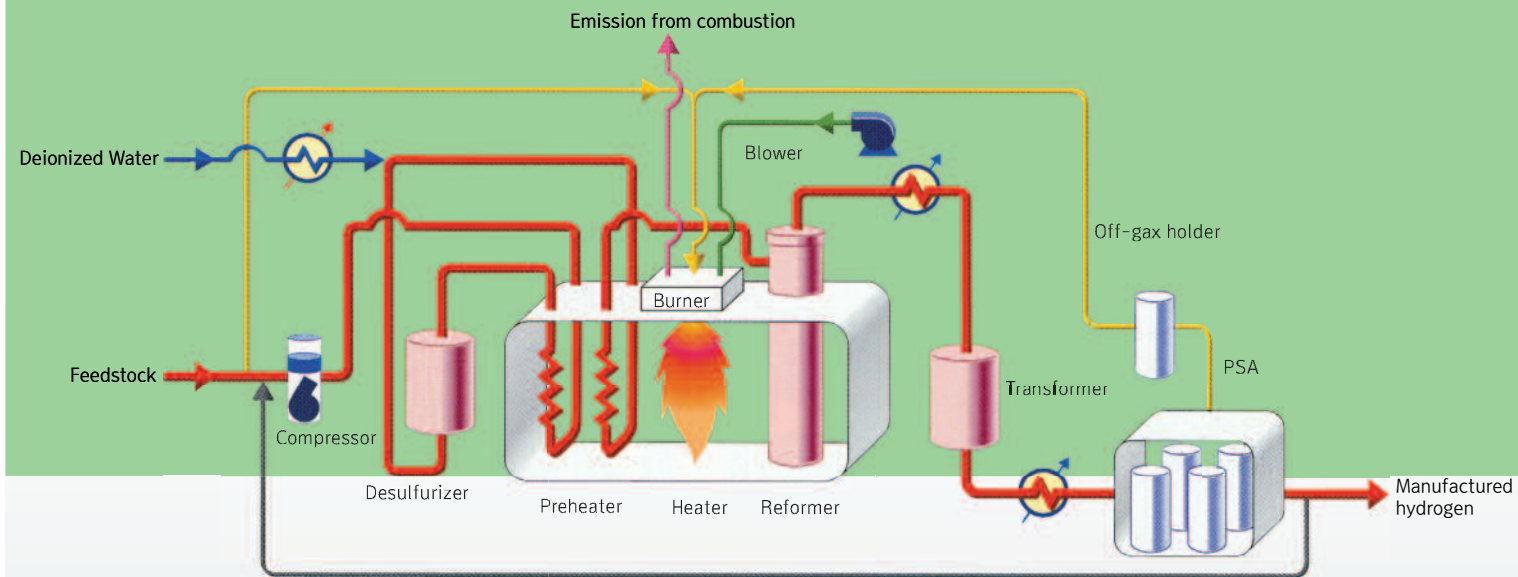 Emission from combustion
Deionized Water
Blower
Off-gax holder
Burner
Feedstock
PSA
Transformer
Compressor
Desulfurizer
Preheater
Heater
Reformer
Manufactured
hydrogen